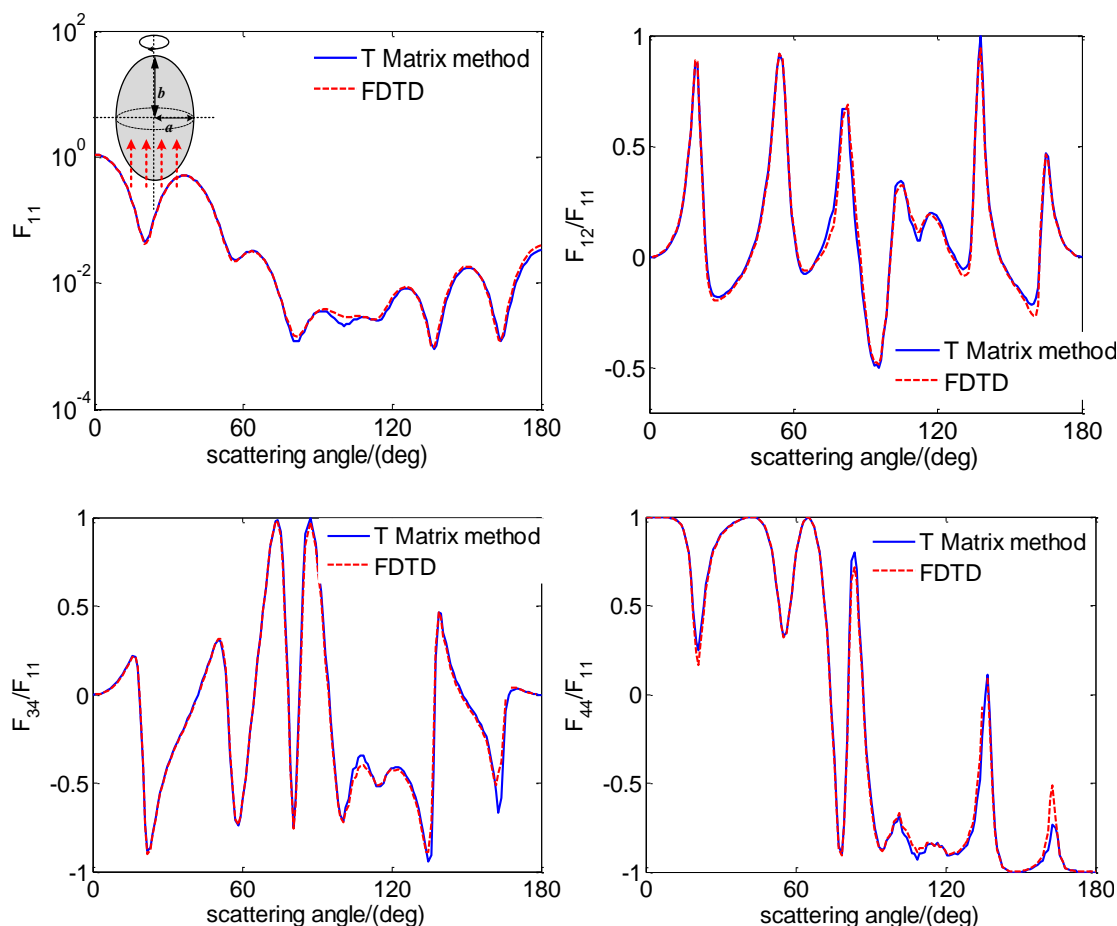 10^2
10^0
10^-2
10^-4
F_11
b
a
T Matrix method
FDTD
0
60
120
180
scattering angle/(deg)
1
0.5
0
-0.5
F_12/F_11
T Matrix method
FDTD
0
60
120
180
scattering angle/(deg)
1
0.5
0
-0.5
-1
F_34/F_11
T Matrix method
FDTD
0
60
120
180
scattering angle/(deg)
1
0.5
0
-0.5
-1
F_44/F_11
T Matrix method
FDTD
0
60
120
180
scattering angle/(deg)